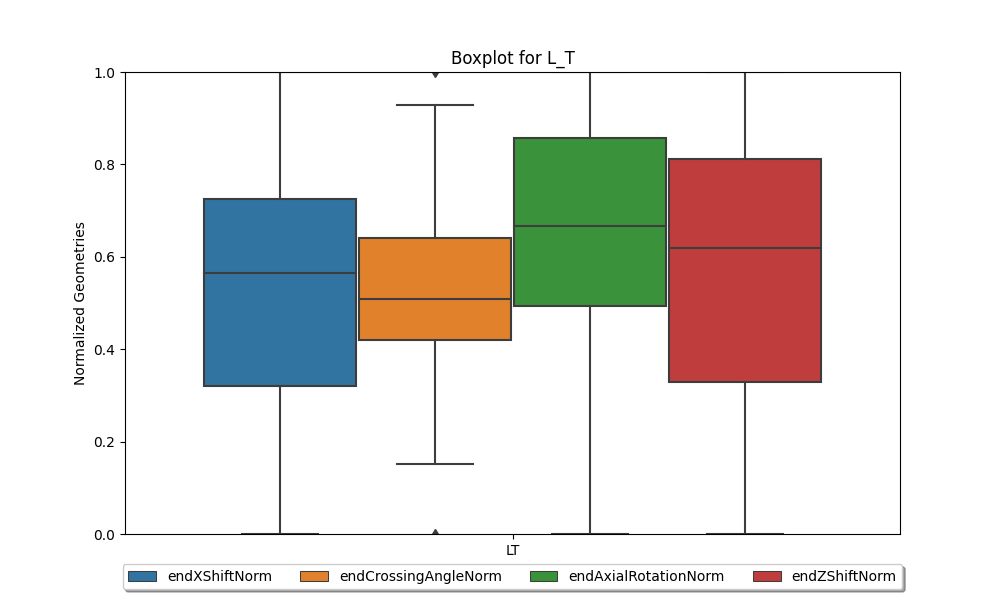 Boxplot for L_T
1.0
0.8
0.6
0.4
0.2
0.0
Normalized Geometries
LT
endXShiftNorm endCrossingAngleNorm endAxialRotationNorm endZShiftNorm